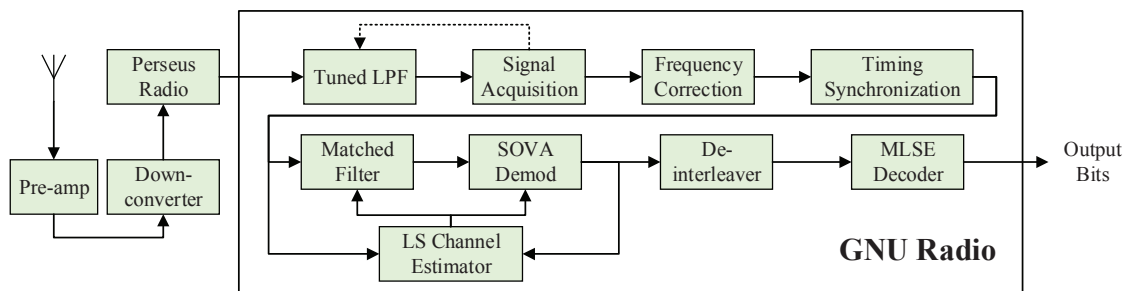 Perseus
Radio
Tuned LPF
Signal
Acquisition
Frequency
Correction
Timing
Synchronization
Pre-amp
Down-
converter
Matched
Filter
SOVA
Demod
De-
interleaver
MLSE
Decoder
Output
Bits
LS Channel
Estimator
GNU Radio